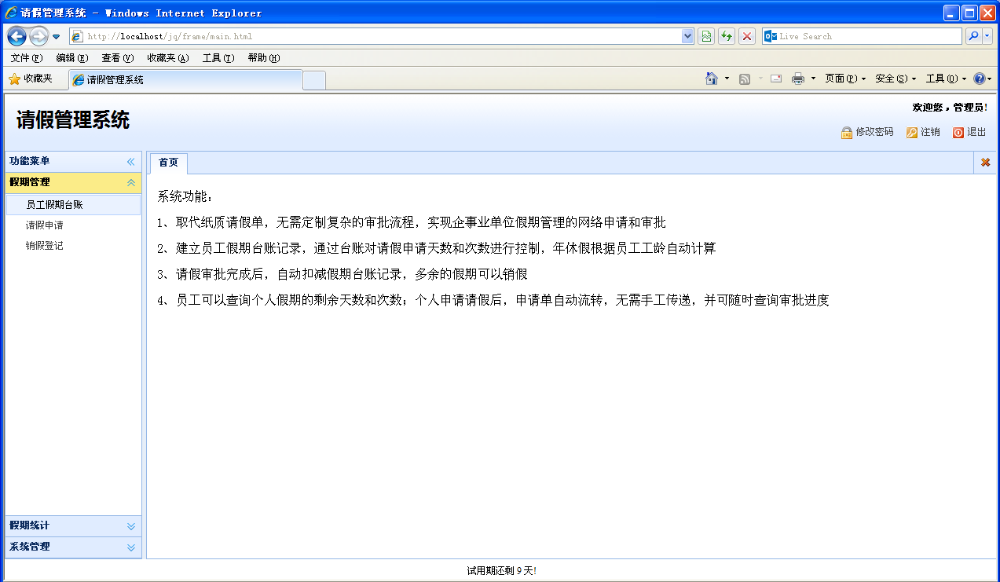 请假管理系统 - Windows Internet Explorer
http://localhost/jq/frame/main.html
Live Search
文件(F) 编辑(E) 查看(V) 收藏夹(A) 工具(T) 帮助(H)
收藏夹 请假管理系统 页面(P) 安全(S) 工具(O)
欢迎您，管理员!
请假管理系统
修改密码 注销 退出
功能菜单
首页
假期管理
员工假期台账
请假申请
销假登记
系统功能：
1、取代纸质请假单，无需定制复杂的审批流程，实现企事业单位假期管理的网络申请和审批
2、建立员工假期台账记录，通过台账对请假申请天数和次数进行控制，年休假根据员工工龄自动计算
3、请假审批完成后，自动扣减假期台账记录，多余的假期可以销假
4、员工可以查询个人假期的剩余天数和次数；个人申请请假后，申请单自动流转，无需手工传递，并可随时查询审批进度
假期统计
系统管理
试用期还剩 9 天!